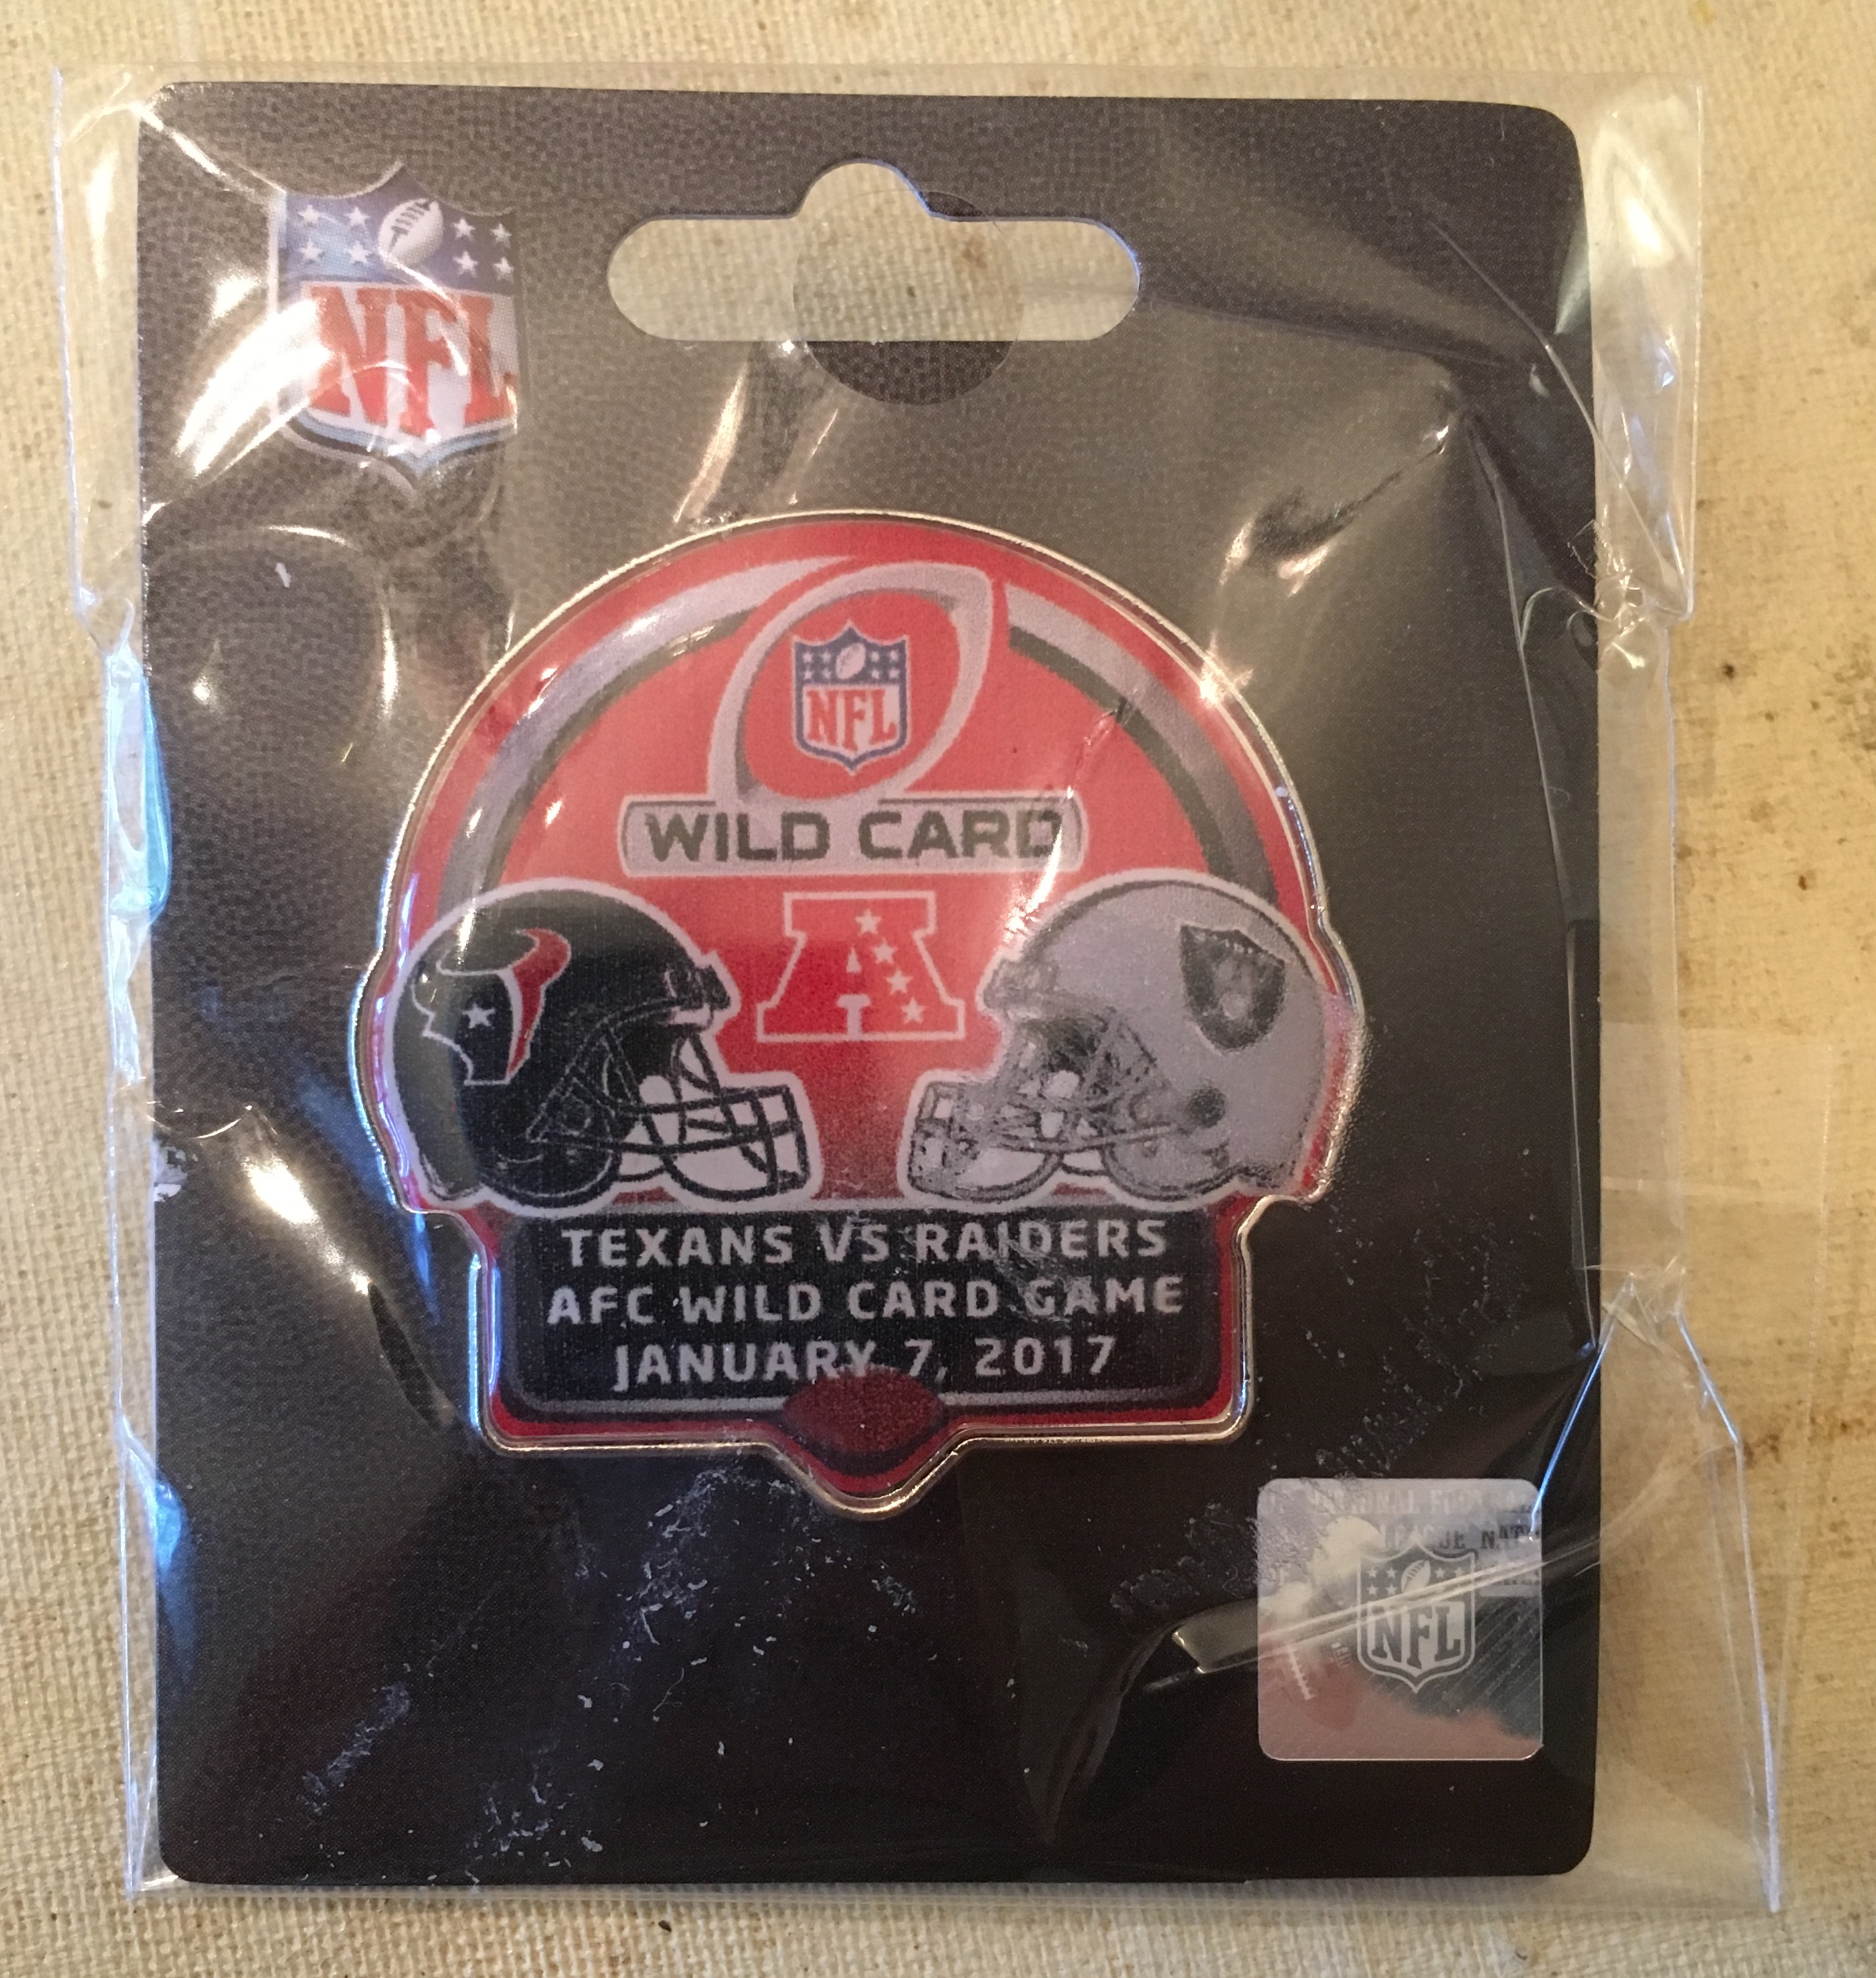 NFL
NFL
WILD CARD
A
TEXANS VS RAIDERS
AFC WILD CARD GAME
JANUARY 7, 2017
NFL